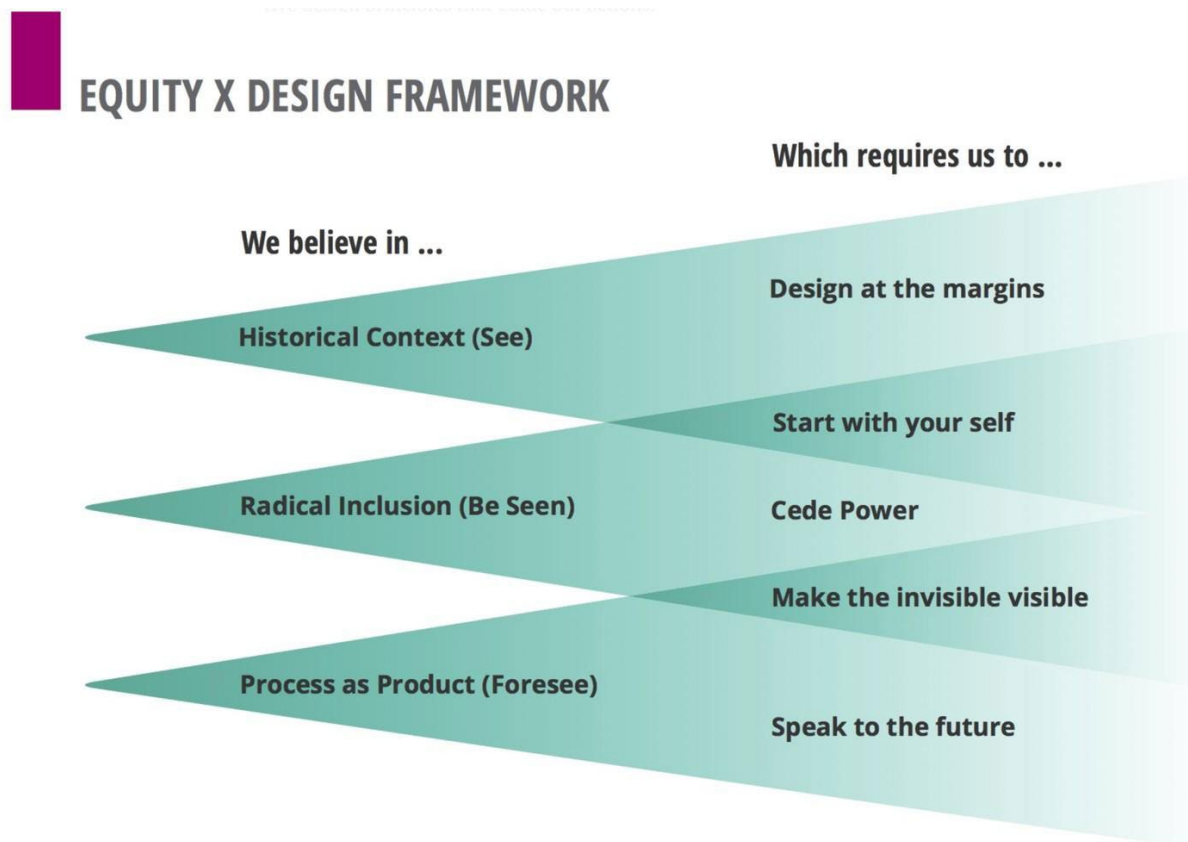 EQUITY X DESIGN FRAMEWORK
Which requires us to ...
We believe in ...
Design at the margins
Historical Context (See)
Start with your self
Radical Inclusion (Be Seen)
Cede Power
Make the invisible visible
Process as Product (Foresee)
Speak to the future